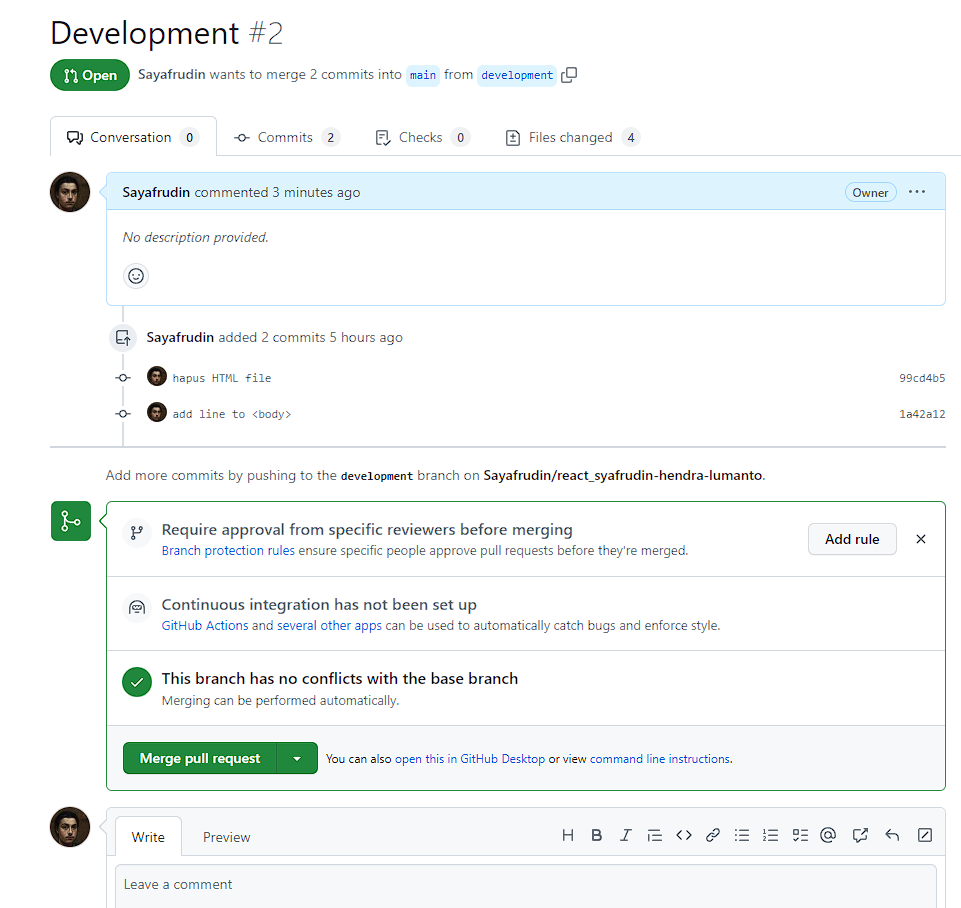 Development #2
Open Sayafrudin wants to merge 2 commits into main from development
Conversation 0 Commits 2 Checks 0 Files changed 4
Sayafrudin commented 3 minutes ago Owner ...
No description provided.
Sayafrudin added 2 commits 5 hours ago
hapus HTML file 99cd4b5
add line to <body> 1a42a12
Add more commits by pushing to the development branch on Sayafrudin/react_syafrudin-hendra-lumanto.
Require approval from specific reviewers before merging
Branch protection rules ensure specific people approve pull requests before they're merged.
Add rule
Continuous integration has not been set up
GitHub Actions and several other apps can be used to automatically catch bugs and enforce style.
This branch has no conflicts with the base branch
Merging can be performed automatically.
Merge pull request You can also open this in GitHub Desktop or view command line instructions.
Write Preview
Leave a comment